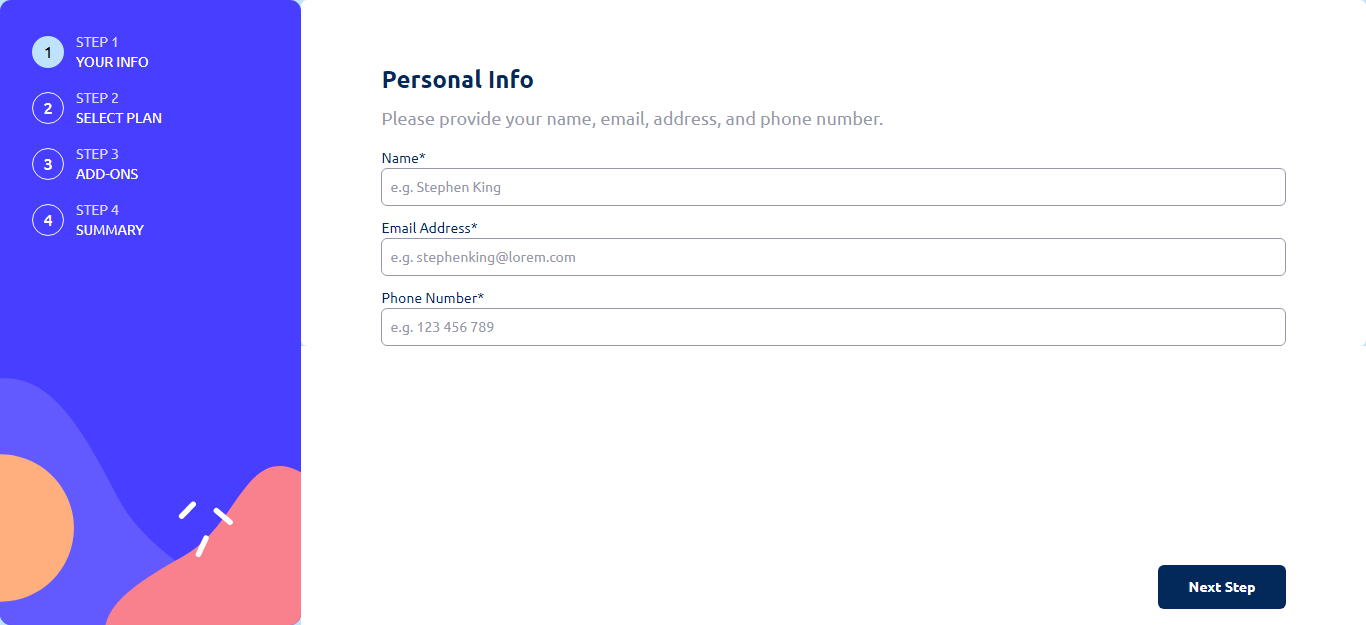 1
STEP 1
YOUR INFO
2
STEP 2
SELECT PLAN
3
STEP 3
ADD-ONS
4
STEP 4
SUMMARY
Personal Info
Please provide your name, email, address, and phone number.
Name*
e.g. Stephen King
Email Address*
e.g. stephenking@lorem.com
Phone Number*
e.g. 123 456 789
Next Step